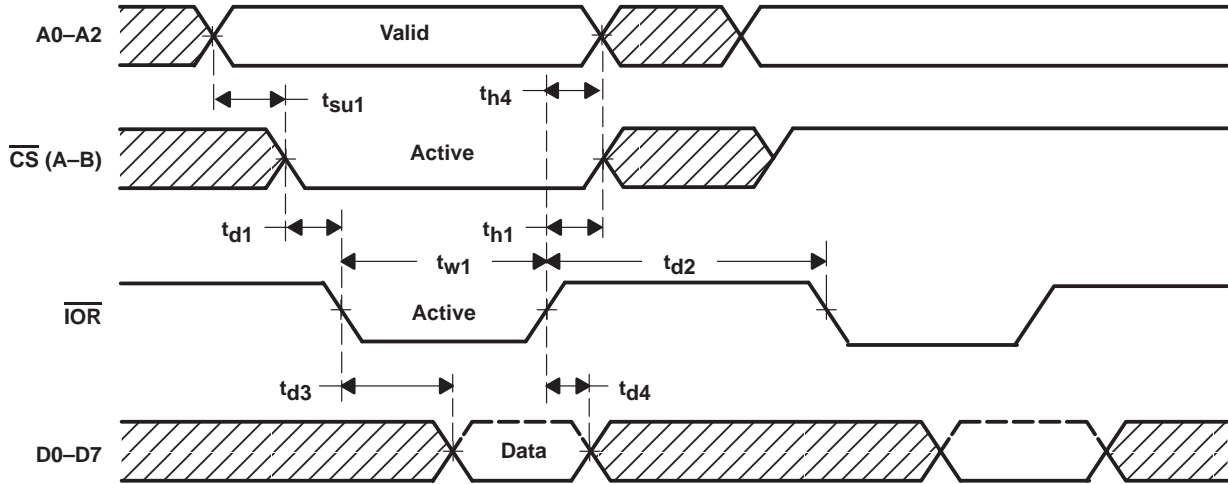 A0–A2
Valid
tsu1
th4
CS (A–B)
Active
td1
th1
tw1
td2
IOR
Active
td3
td4
D0–D7
Data